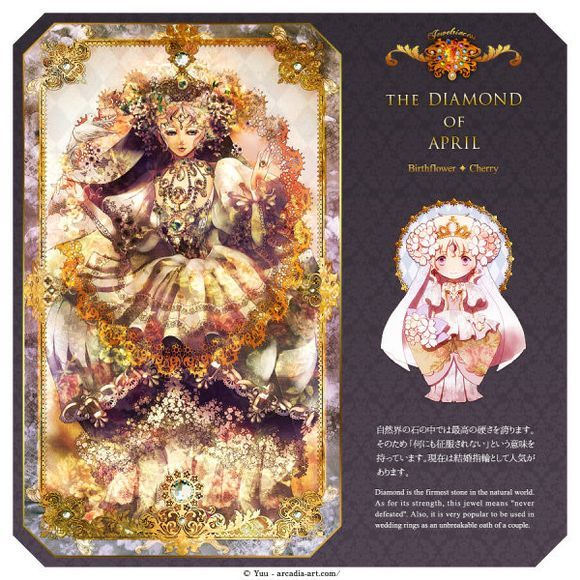 Jeweliacos
THE DIAMOND
OF
APRIL
Birthflower ✦ Cherry
自然界の石の中では最高の硬さを誇ります。
そのため「何にも征服されない」という意味を
持っています。現在は結婚指輪として人気が
あります。
Diamond is the firmost stone in the natural world.
As for its strength, this jewel means "never
defeated". Also, it is very popular to be used in
wedding rings as an unbreakable oath of a couple.
© Yuu - arcadia-art.com/